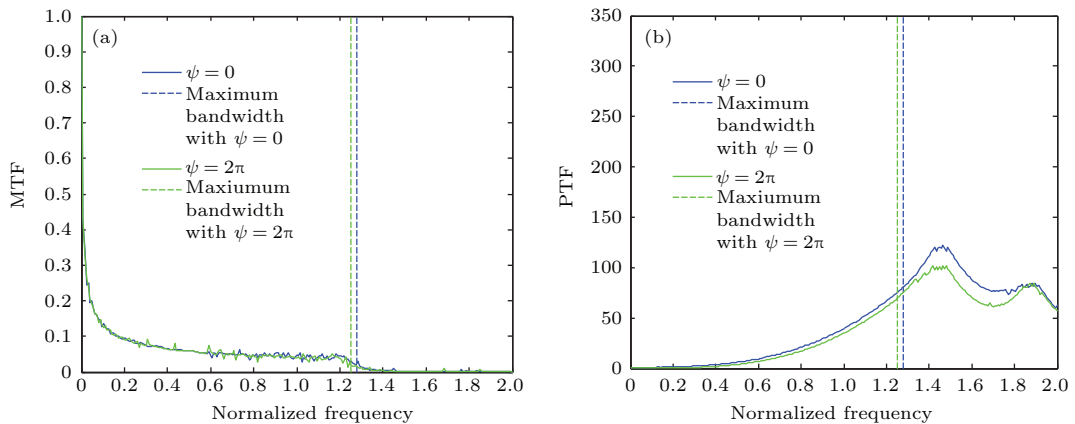 (a)
1.0
0.9
0.8
0.7
0.6
0.5
0.4
0.3
0.2
0.1
0
MTF
ψ = 0
Maximum
bandwidth
with ψ = 0
ψ = 2π
Maxiumum
bandwidth
with ψ = 2π
0.2 0.4 0.6 0.8 1.0 1.2 1.4 1.6 1.8 2.0
Normalized frequency
(b)
350
300
250
200
150
100
50
0
PTF
ψ = 0
Maximum
bandwidth
with ψ = 0
ψ = 2π
Maxiumum
bandwidth
with ψ = 2π
0 0.2 0.4 0.6 0.8 1.0 1.2 1.4 1.6 1.8 2.0
Normalized frequency